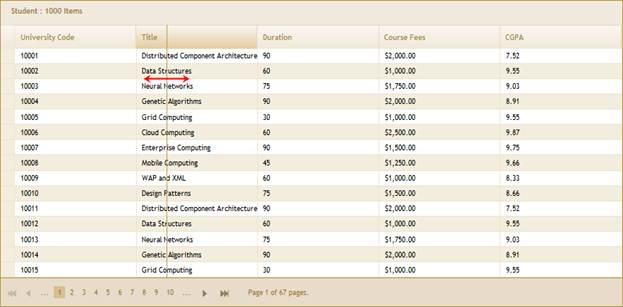 Student : 1000 Items
University Code Title Duration Course Fees CGPA
10001 Distributed Component Architecture 90 $2,000.00 7.52
10002 Data Structures 60 $1,000.00 9.55
10003 Neural Networks 75 $1,750.00 9.03
10004 Genetic Algorithms 90 $2,000.00 8.91
10005 Grid Computing 30 $1,000.00 9.55
10006 Cloud Computing 60 $2,500.00 9.87
10007 Enterprise Computing 90 $1,500.00 9.75
10008 Mobile Computing 45 $1,250.00 9.66
10009 WAP and XML 60 $1,000.00 8.33
10010 Design Patterns 75 $1,500.00 8.66
10011 Distributed Component Architecture 90 $2,000.00 7.52
10012 Data Structures 60 $1,000.00 9.55
10013 Neural Networks 75 $1,750.00 9.03
10014 Genetic Algorithms 90 $2,000.00 8.91
10015 Grid Computing 30 $1,000.00 9.55
... 1 2 3 4 5 6 7 8 9 10 ... Page 1 of 67 pages.